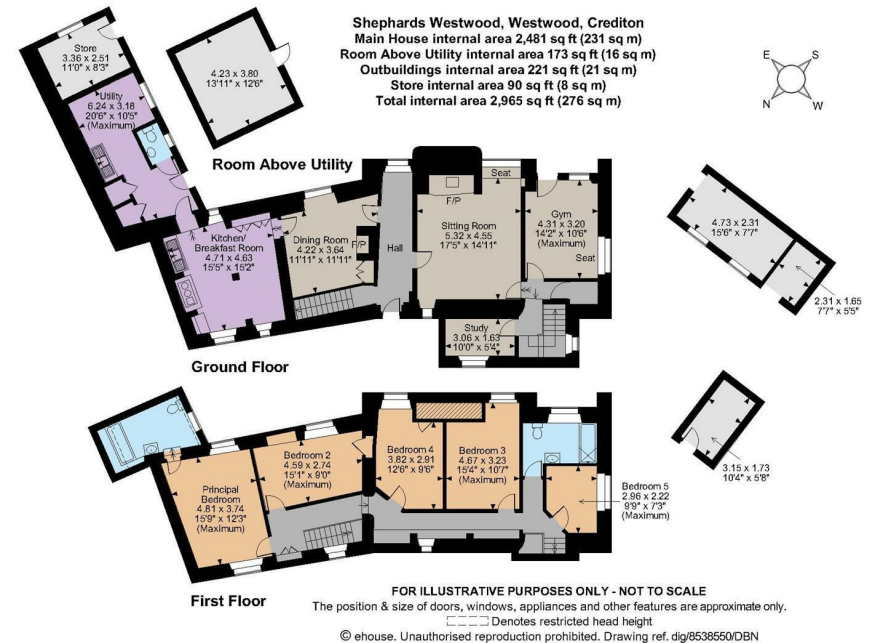 Shephards Westwood, Westwood, Crediton
Main House internal area 2,481 sq ft (231 sq m)
Room Above Utility internal area 173 sq ft (16 sq m)
Outbuildings internal area 221 sq ft (21 sq m)
Store internal area 90 sq ft (8 sq m)
Total internal area 2,965 sq ft (276 sq m)
E
S
N
W
Store
3.36 x 2.51
11'0" x 8'3"
4.23 x 3.80
13'11" x 12'6"
Utility
6.24 x 3.18
20'6" x 10'5"
(Maximum)
Room Above Utility
Kitchen/
Breakfast Room
4.71 x 4.63
15'5" x 15'2"
Dining Room
4.22 x 3.64
11'11" x 11'11"
F/P
Hall
F/P
Sitting Room
5.32 x 4.55
17'5" x 14'11"
Seat
Gym
4.31 x 3.20
14'2" x 10'6"
(Maximum)
Seat
Study
3.06 x 1.63
10'0" x 5'4"
4.73 x 2.31
15'6" x 7'7"
2.31 x 1.65
7'7" x 5'5"
Ground Floor
Principal
Bedroom
4.81 x 3.74
15'9" x 12'3"
(Maximum)
Bedroom 2
4.59 x 2.74
15'1" x 9'0"
(Maximum)
Bedroom 4
3.82 x 2.91
12'6" x 9'6"
Bedroom 3
4.67 x 3.23
15'4" x 10'7"
(Maximum)
Bedroom 5
2.96 x 2.22
9'9" x 7'3"
(Maximum)
3.15 x 1.73
10'4" x 5'8"
First Floor
FOR ILLUSTRATIVE PURPOSES ONLY - NOT TO SCALE
The position & size of doors, windows, appliances and other features are approximate only.
Denotes restricted head height
© ehouse. Unauthorised reproduction prohibited. Drawing ref. dig/8538550/DBN